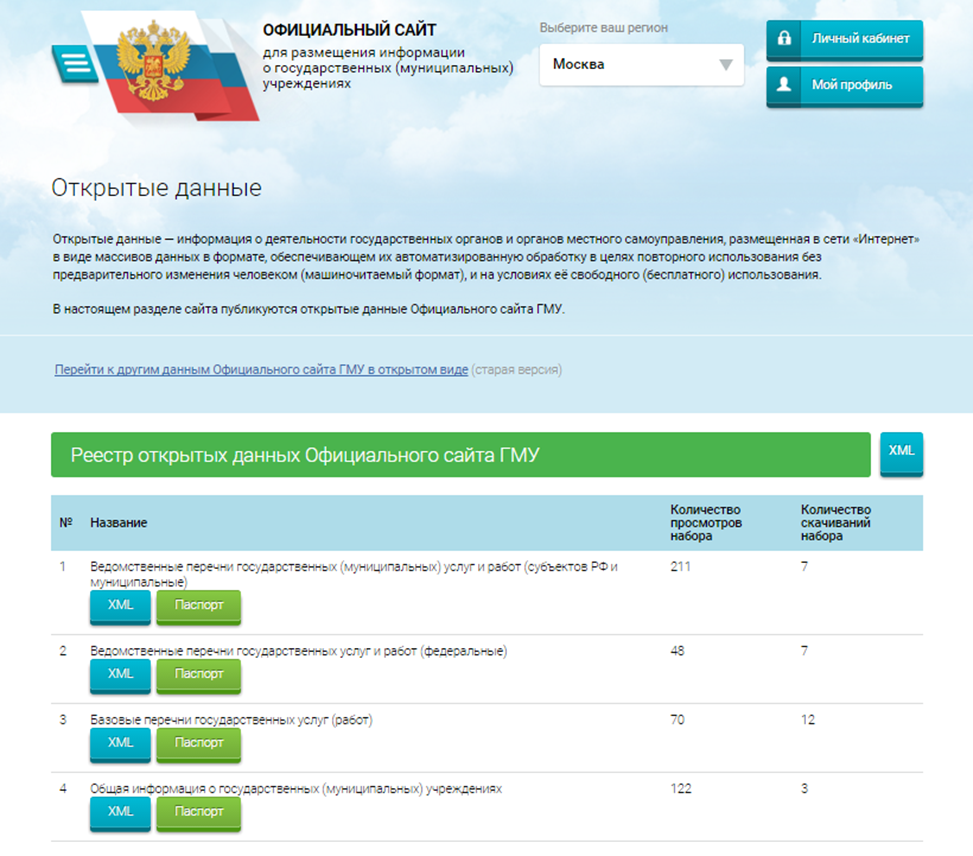 ОФИЦИАЛЬНЫЙ САЙТ
для размещения информации
о государственных (муниципальных)
учреждениях
Выберите ваш регион
Москва
Личный кабинет
Мой профиль
Открытые данные
Открытые данные — информация о деятельности государственных органов и органов местного самоуправления, размещенная в сети «Интернет»
в виде массивов данных в формате, обеспечивающем их автоматизированную обработку в целях повторного использования без
предварительного изменения человеком (машиночитаемый формат), и на условиях её свободного (бесплатного) использования.
В настоящем разделе сайта публикуются открытые данные Официального сайта ГМУ.
Перейти к другим данным Официального сайта ГМУ в открытом виде (старая версия)
Реестр открытых данных Официального сайта ГМУ
XML
№ Название Количество просмотров набора Количество скачиваний набора
1 Ведомственные перечни государственных (муниципальных) услуг и работ (субъектов РФ и 211 7
муниципальные)
XML Паспорт
2 Ведомственные перечни государственных услуг и работ (федеральные) 48 7
XML Паспорт
3 Базовые перечни государственных услуг (работ) 70 12
XML Паспорт
4 Общая информация о государственных (муниципальных) учреждениях 122 3
XML Паспорт